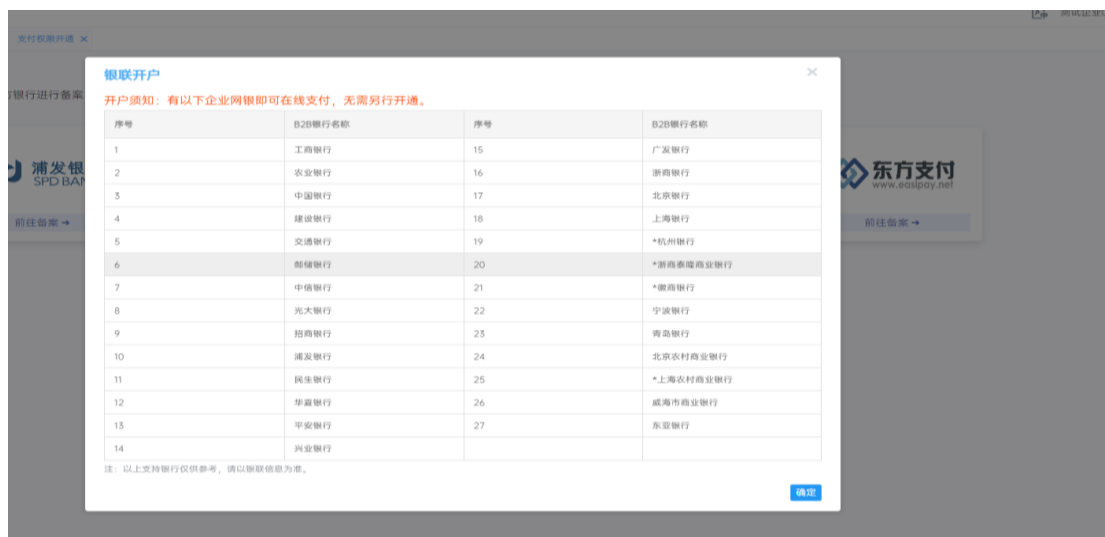 支付权限开通 ×
银行进行备案
浦发银
SPD BAN
前往备案 →
东方支付
www.easipay.net
前往备案 →
银联开户
开户须知：有以下企业网银即可在线支付，无需另行开通。
序号 B2B银行名称 序号 B2B银行名称
1 工商银行 15 广发银行
2 农业银行 16 浙商银行
3 中国银行 17 北京银行
4 建设银行 18 上海银行
5 交通银行 19 *杭州银行
6 邮储银行 20 *浙商泰隆商业银行
7 中信银行 21 *徽商银行
8 光大银行 22 宁波银行
9 招商银行 23 青岛银行
10 浦发银行 24 北京农村商业银行
11 民生银行 25 *上海农村商业银行
12 华夏银行 26 威海市商业银行
13 平安银行 27 东亚银行
14 兴业银行
注：以上支持银行仅供参考，请以银联信息为准。
确定